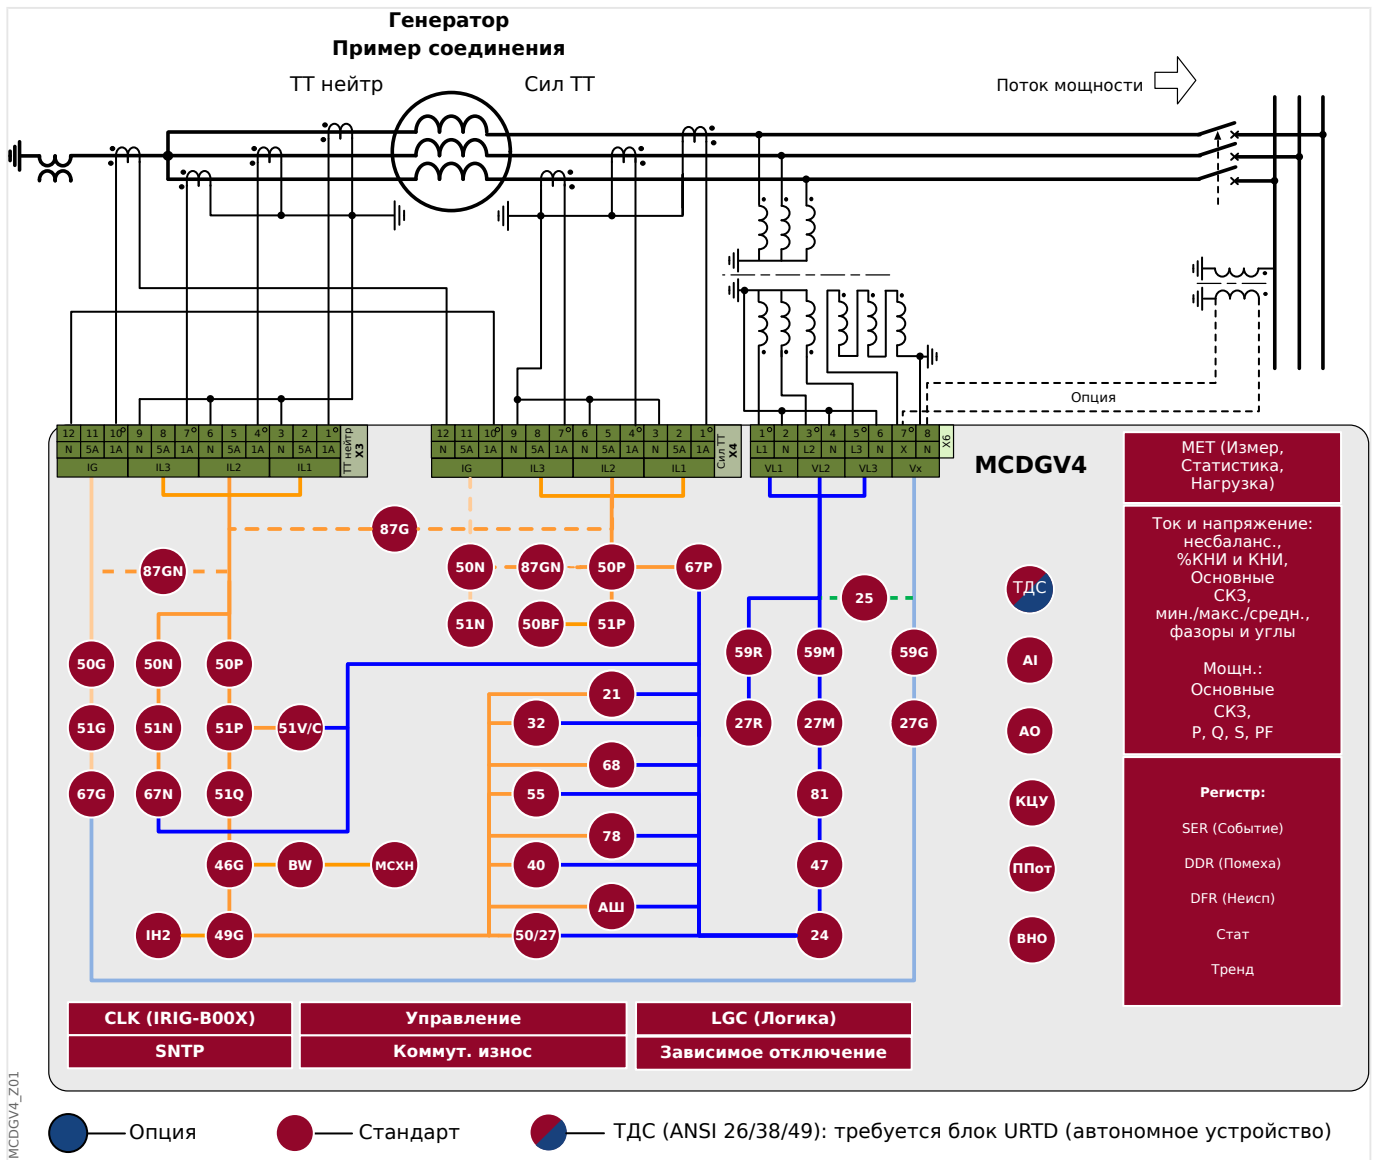 Генератор
Пример соединения
ТТ нейтр
Сил ТТ
Поток мощности
Опция
12 11 10 9 8 7 6 5 4 3 2 1
N 5A 1A N 5A 1A N 5A 1A N 5A 1A
IG IL3 IL2 IL1
ТТ нейтр
X3
12 11 10 9 8 7 6 5 4 3 2 1
N 5A 1A N 5A 1A N 5A 1A N 5A 1A
IG IL3 IL2 IL1
Сил ТТ
X4
1 2 3 4 5 6 7 8
L1 N L2 N L3 N X N
VL1 VL2 VL3 Vx
X6
MCDGV4
МЕТ (Измер,
Статистика,
Нагрузка)
Ток и напряжение:
несбаланс.,
%КНИ и КНИ,
Основные
СКЗ,
мин./макс./средн.,
фазоры и углы
Мощн.:
Основные
СКЗ,
P, Q, S, PF
Регистр:
SER (Событие)
DDR (Помеха)
DFR (Неисп)
Стат
Тренд
87G
87GN
50N 87GN 50P 67P
51N 50BF 51P
25
ТДС
59R 59M 59G
50G 50N 50P
AI
21
32
27R 27M 27G
51G 51N 51P 51V/C
AO
68
55
67G 67N 51Q
81
КЦУ
78
40
46G BW МСХН
47
ППот
АШ
IH2 49G 50/27 24
ВНО
CLK (IRIG-B00X)
Управление
LGC (Логика)
SNTP
Коммут. износ
Зависимое отключение
MCDGV4_Z01
Опция
Стандарт
ТДС (ANSI 26/38/49): требуется блок URTD (автономное устройство)